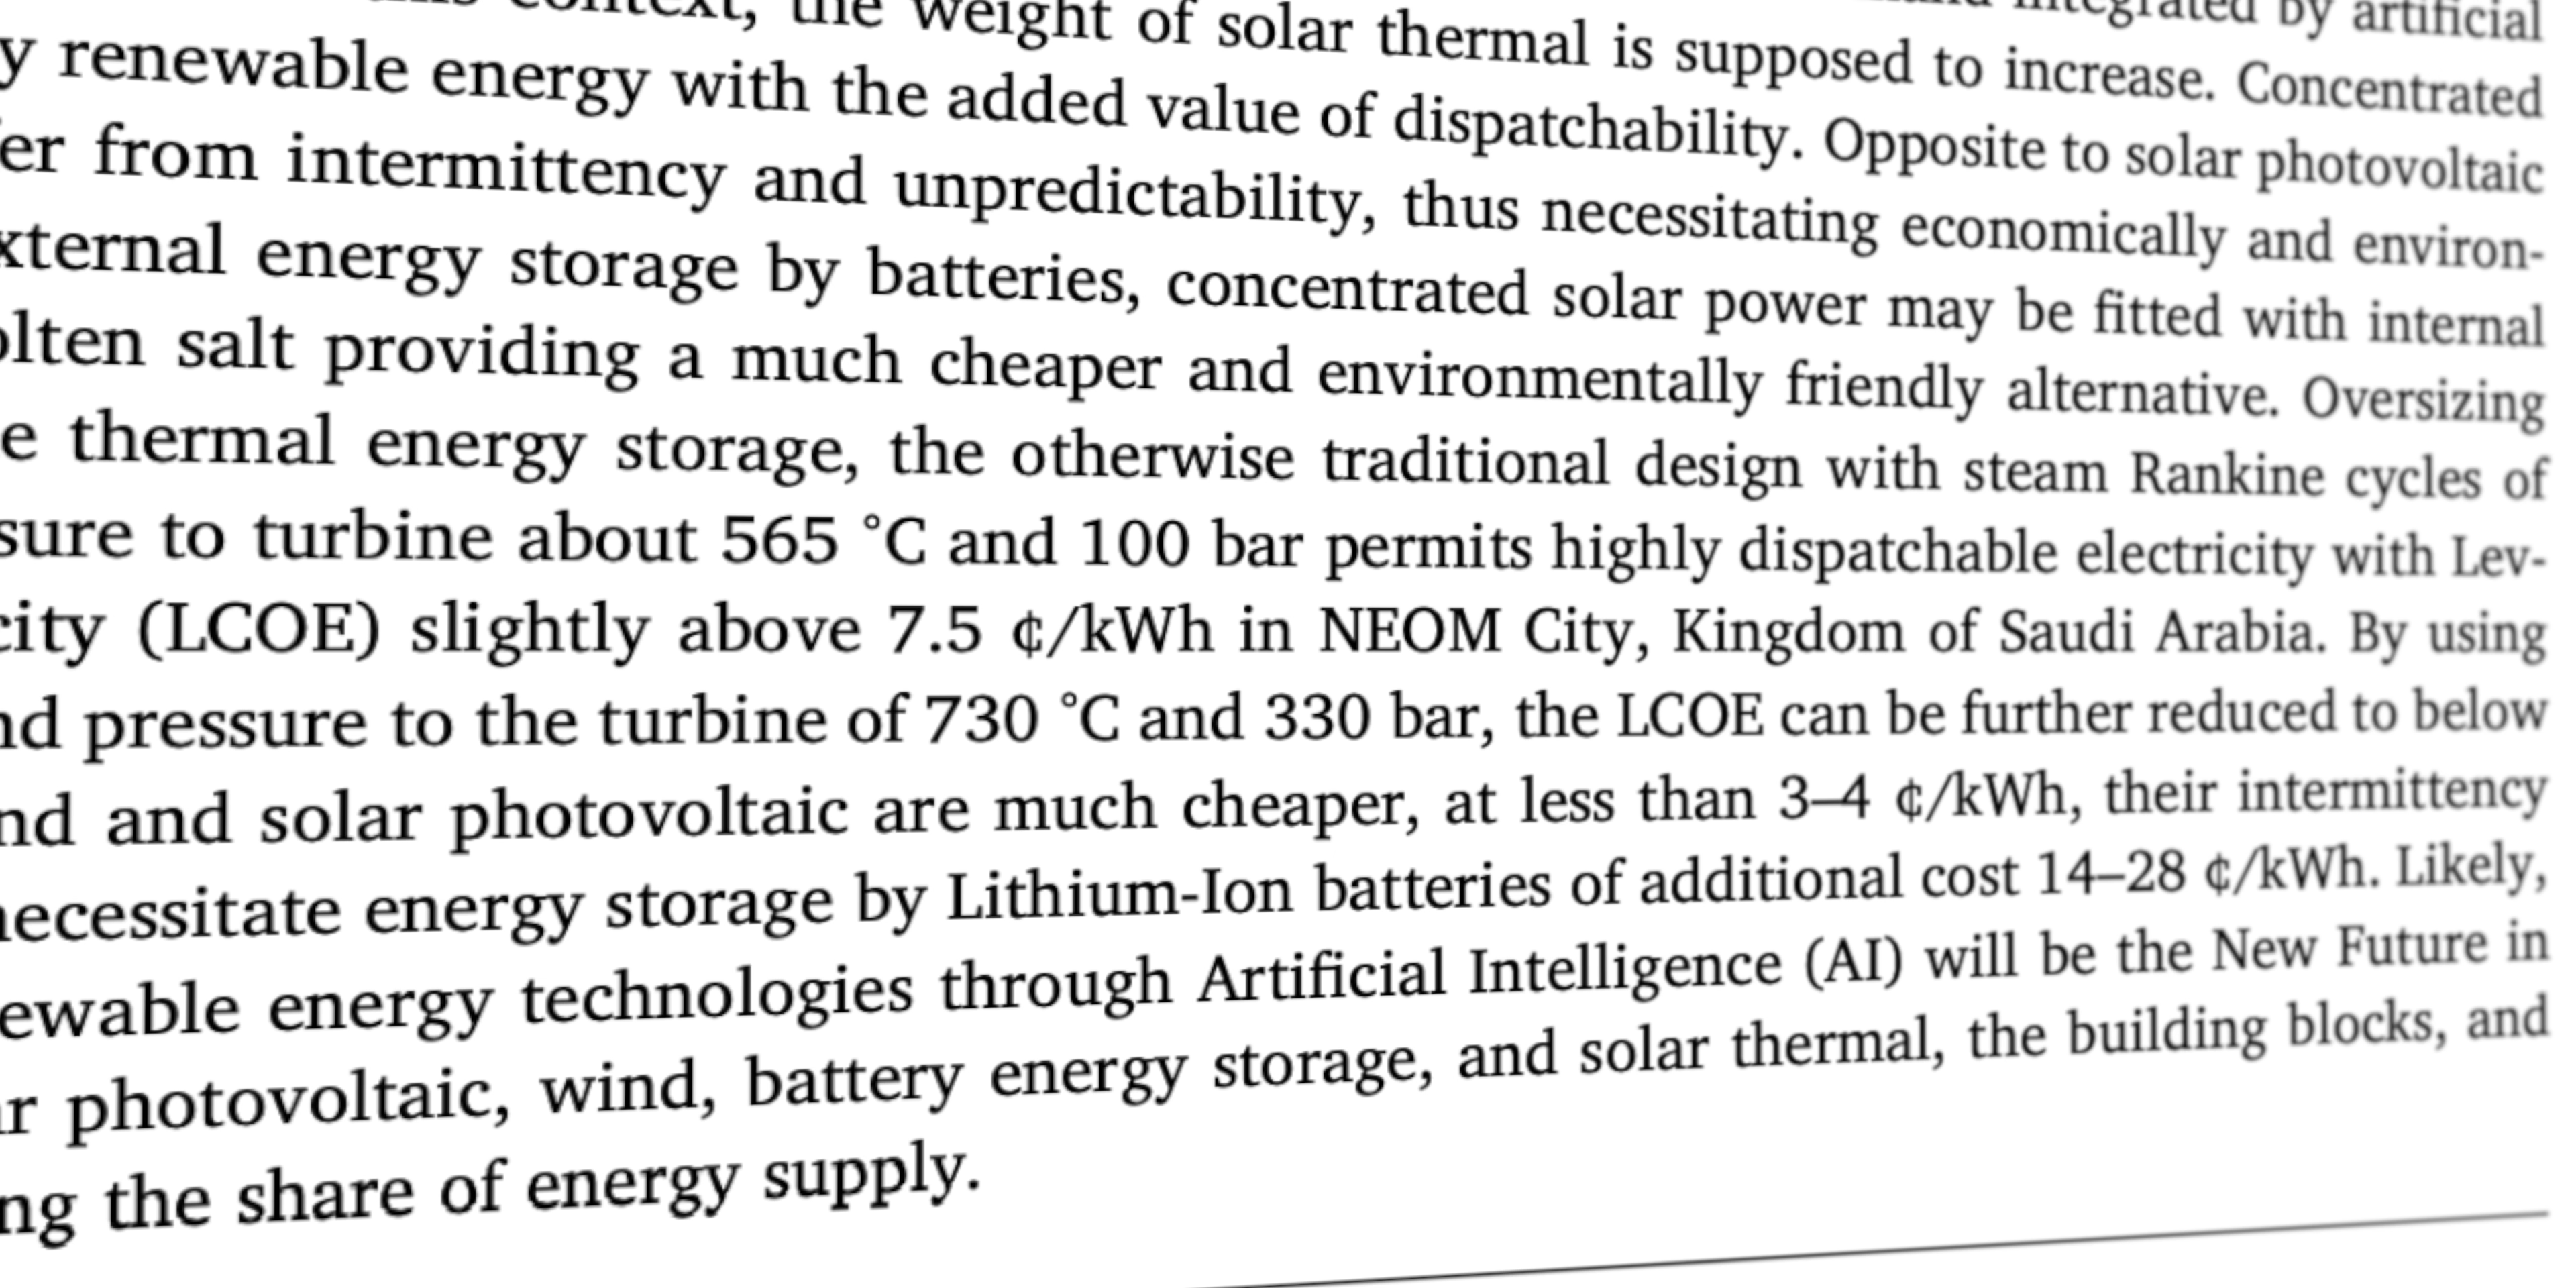 context, the weight of solar thermal is supposed to increase. Concentrated
renewable energy with the added value of dispatchability. Opposite to solar photovoltaic
from intermittency and unpredictability, thus necessitating economically and environ-
energy storage by batteries, concentrated solar power may be fitted with internal
salt providing a much cheaper and environmentally friendly alternative. Oversizing
thermal energy storage, the otherwise traditional design with steam Rankine cycles of
to turbine about 565 °C and 100 bar permits highly dispatchable electricity with Lev-
(LCOE) slightly above 7.5 ¢/kWh in NEOM City, Kingdom of Saudi Arabia. By using
pressure to the turbine of 730 °C and 330 bar, the LCOE can be further reduced to below
and solar photovoltaic are much cheaper, at less than 3–4 ¢/kWh, their intermittency
necessitate energy storage by Lithium-Ion batteries of additional cost 14–28 ¢/kWh. Likely,
energy technologies through Artificial Intelligence (AI) will be the New Future in
photovoltaic, wind, battery energy storage, and solar thermal, the building blocks, and
the share of energy supply.